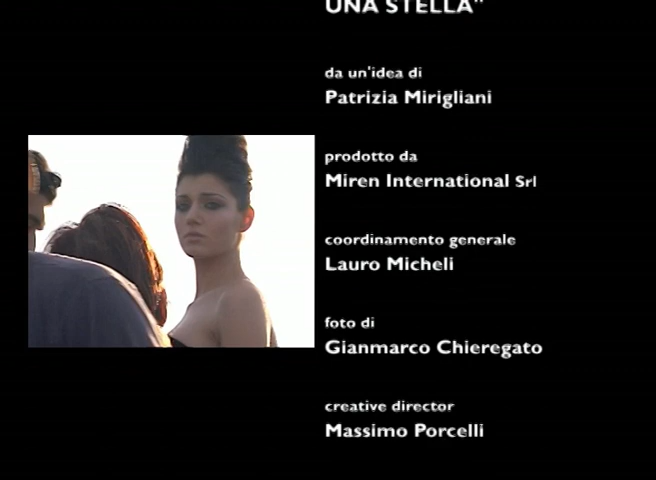 UNA STELLA"
da un'idea di
Patrizia Mirigliani
prodotto da
Miren International Srl
coordinamento generale
Lauro Micheli
foto di
Gianmarco Chieregato
creative director
Massimo Porcelli